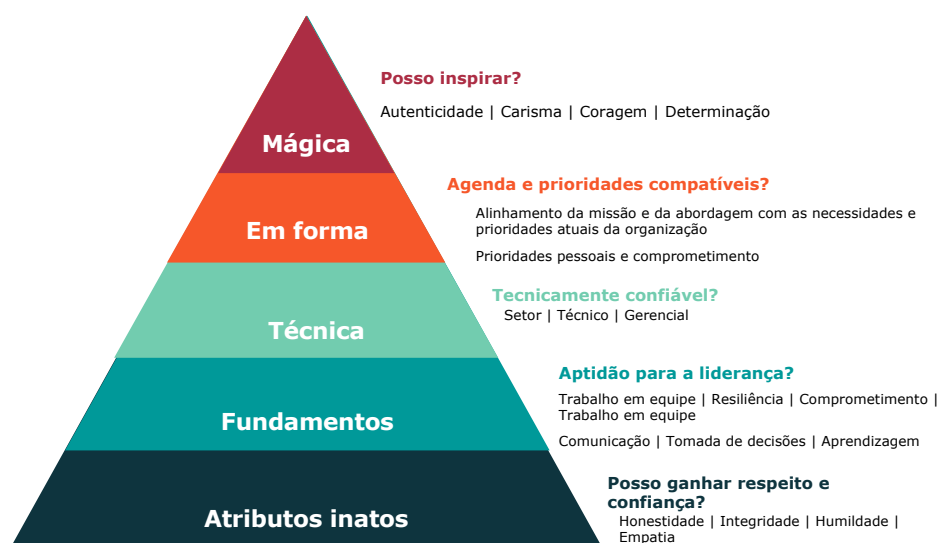 Posso inspirar?
Autenticidade | Carisma | Coragem | Determinação
Mágica
Agenda e prioridades compatíveis?
Alinhamento da missão e da abordagem com as necessidades e
prioridades atuais da organização
Em forma
Prioridades pessoais e comprometimento
Tecnicamente confiável?
Setor | Técnico | Gerencial
Técnica
Aptidão para a liderança?
Trabalho em equipe | Resiliência | Comprometimento |
Trabalho em equipe
Fundamentos
Comunicação | Tomada de decisões | Aprendizagem
Posso ganhar respeito e
confiança?
Atributos inatos
Honestidade | Integridade | Humildade |
Empatia